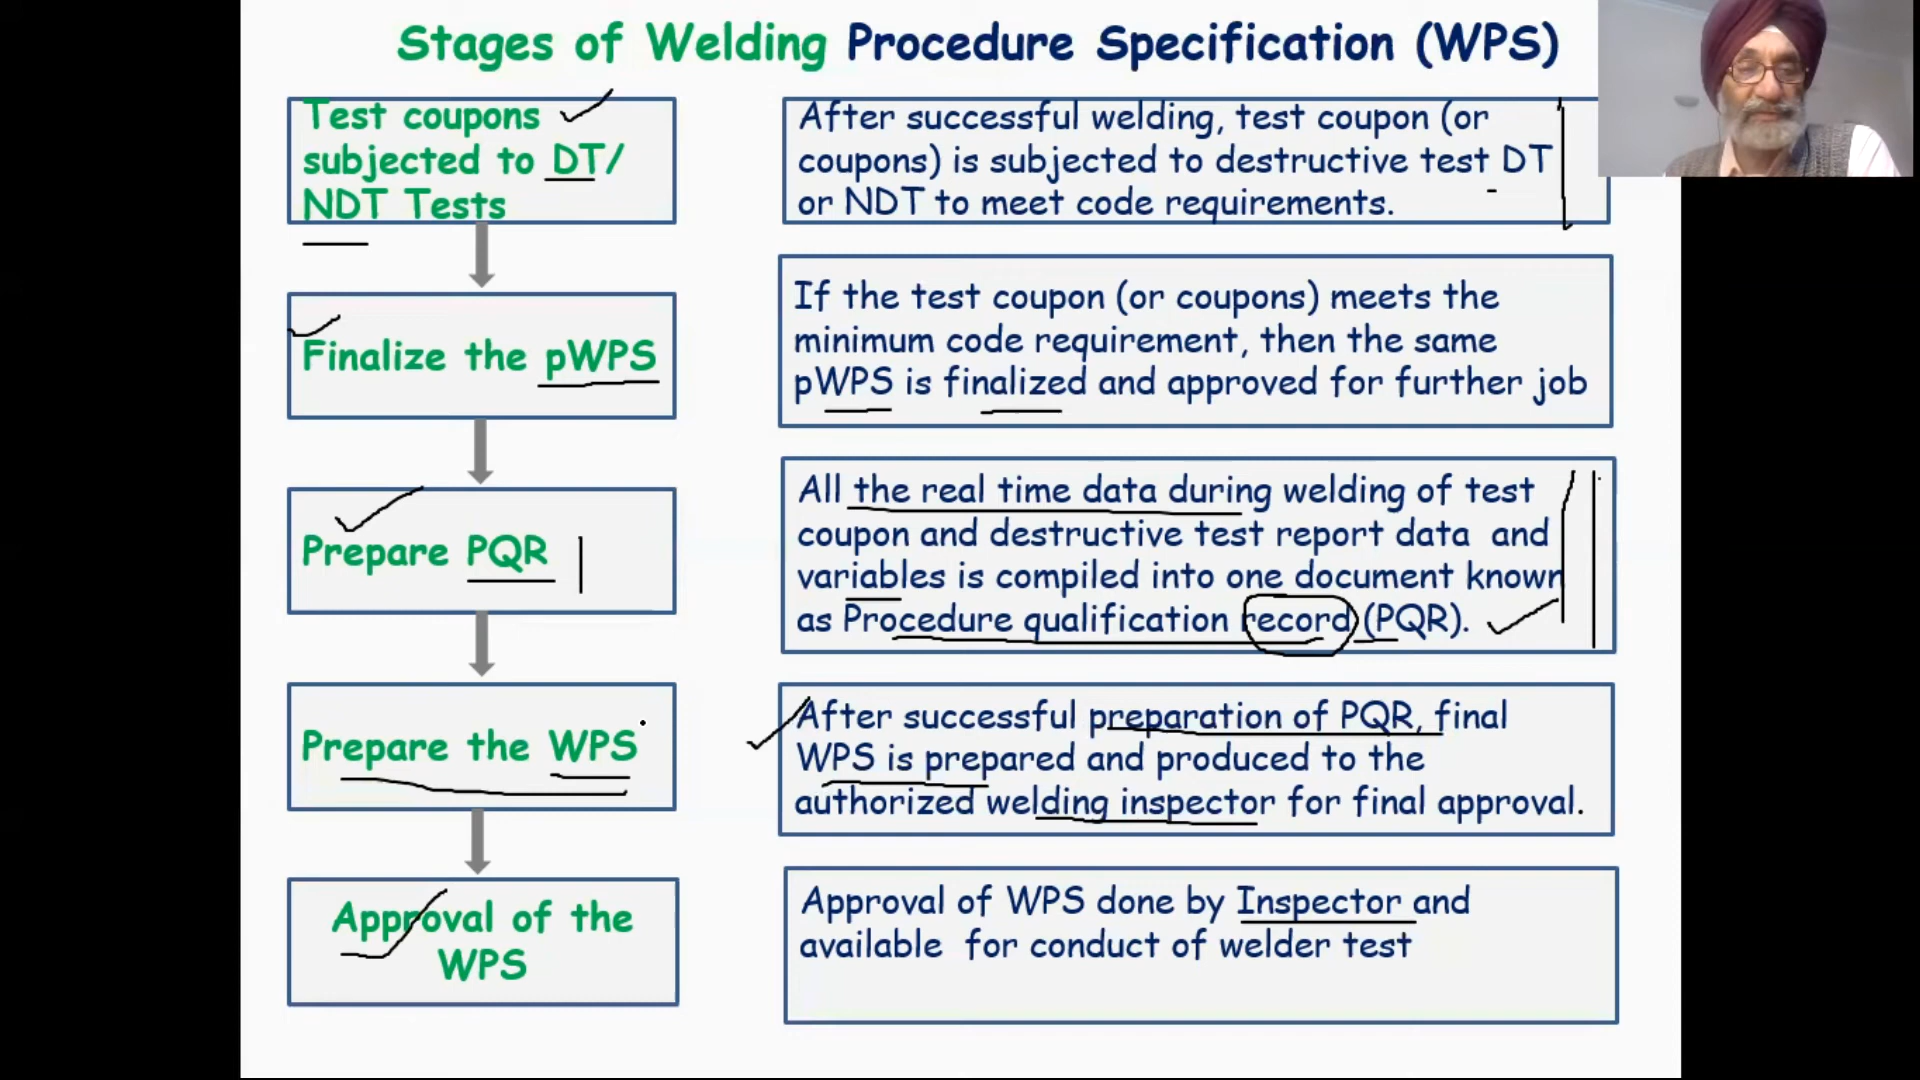 Stages of Welding Procedure Specification (WPS)
Test coupons
subjected to DT/
NDT Tests
After successful welding, test coupon (or
coupons) is subjected to destructive test DT
or NDT to meet code requirements.
Finalize the pWPS
If the test coupon (or coupons) meets the
minimum code requirement, then the same
pWPS is finalized and approved for further job
Prepare PQR
All the real time data during welding of test
coupon and destructive test report data and
variables is compiled into one document known
as Procedure qualification record (PQR).
Prepare the WPS
After successful preparation of PQR, final
WPS is prepared and produced to the
authorized welding inspector for final approval.
Approval of the
WPS
Approval of WPS done by Inspector and
available for conduct of welder test